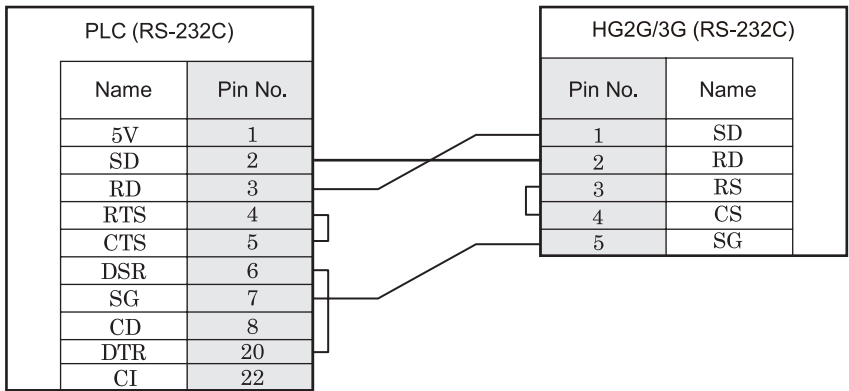 PLC (RS-232C)
Name Pin No.
5V 1
SD 2
RD 3
RTS 4
CTS 5
DSR 6
SG 7
CD 8
DTR 20
CI 22
HG2G/3G (RS-232C)
Pin No. Name
1 SD
2 RD
3 RS
4 CS
5 SG